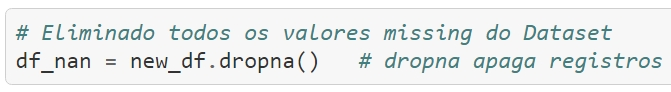 # Eliminado todos os valores missing do Dataset
df_nan = new_df.dropna()   # dropna apaga registros